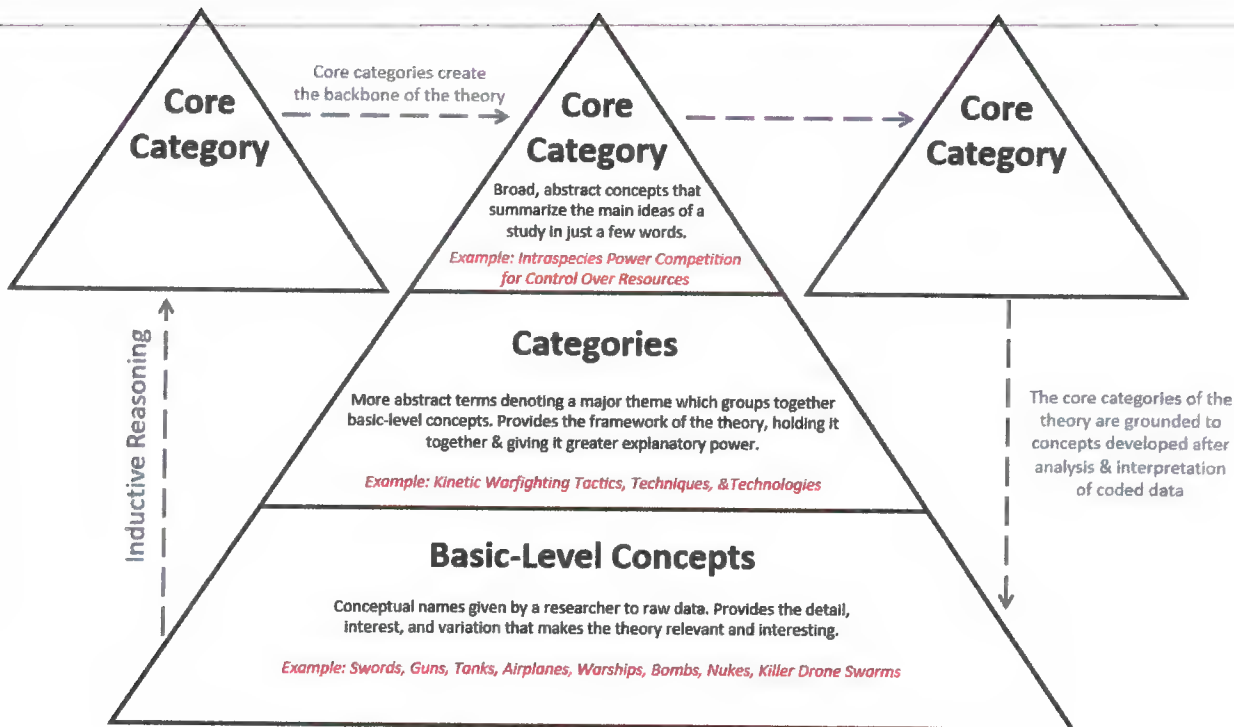 Core
Category
Core categories create
the backbone of the theory
Core
Category
Broad, abstract concepts that
summarize the main ideas of a
study in just a few words.
Example: Intraspecies Power Competition
for Control Over Resources
Core
Category
Inductive Reasoning
Categories
More abstract terms denoting a major theme which groups together
basic-level concepts. Provides the framework of the theory, holding it
together & giving it greater explanatory power.
Example: Kinetic Warfighting Tactics, Techniques, &Technologies
The core categories of the
theory are grounded to
concepts developed after
analysis & interpretation
of coded data
Basic-Level Concepts
Conceptual names given by a researcher to raw data. Provides the detail,
interest, and variation that makes the theory relevant and interesting.
Example: Swords, Guns, Tanks, Airplanes, Warships, Bombs, Nukes, Killer Drone Swarms